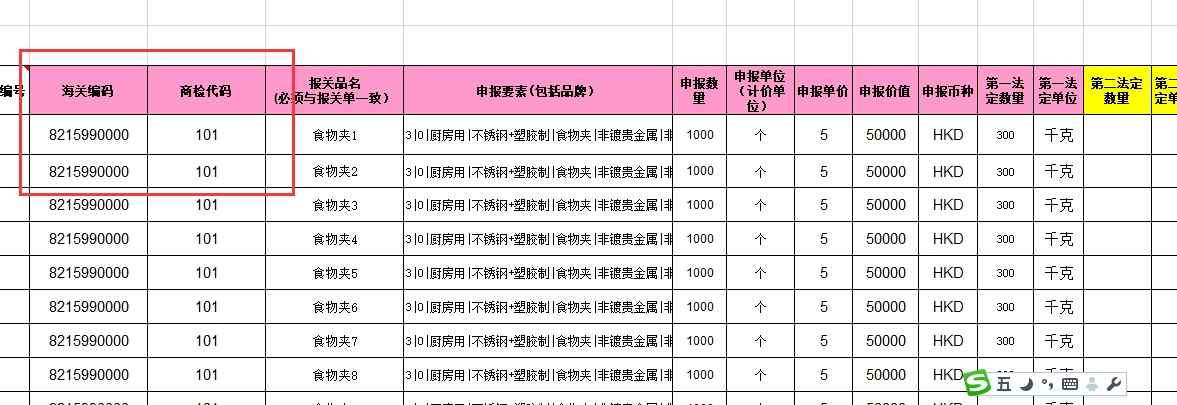 编号 海关编码 商检代码 报关品名 (必须与报关单一致) 申报要素(包括品牌) 申报数量 申报单位(计价单位) 申报单价 申报价值 申报币种 第一法定数量 第一法定单位 第二法定数量 第二
8215990000 101 食物夹1 3|0|厨房用|不锈钢+塑胶制|食物夹|非镀贵金属|非 1000 个 5 50000 HKD 300 千克
8215990000 101 食物夹2 3|0|厨房用|不锈钢+塑胶制|食物夹|非镀贵金属|非 1000 个 5 50000 HKD 300 千克
8215990000 101 食物夹3 3|0|厨房用|不锈钢+塑胶制|食物夹|非镀贵金属|非 1000 个 5 50000 HKD 300 千克
8215990000 101 食物夹4 3|0|厨房用|不锈钢+塑胶制|食物夹|非镀贵金属|非 1000 个 5 50000 HKD 300 千克
8215990000 101 食物夹5 3|0|厨房用|不锈钢+塑胶制|食物夹|非镀贵金属|非 1000 个 5 50000 HKD 300 千克
8215990000 101 食物夹6 3|0|厨房用|不锈钢+塑胶制|食物夹|非镀贵金属|非 1000 个 5 50000 HKD 300 千克
8215990000 101 食物夹7 3|0|厨房用|不锈钢+塑胶制|食物夹|非镀贵金属|非 1000 个 5 50000 HKD 300 千克
8215990000 101 食物夹8 3|0|厨房用|不锈钢+塑胶制|食物夹|非镀贵金属|非 1000 个 5 50000 HKD
S 五